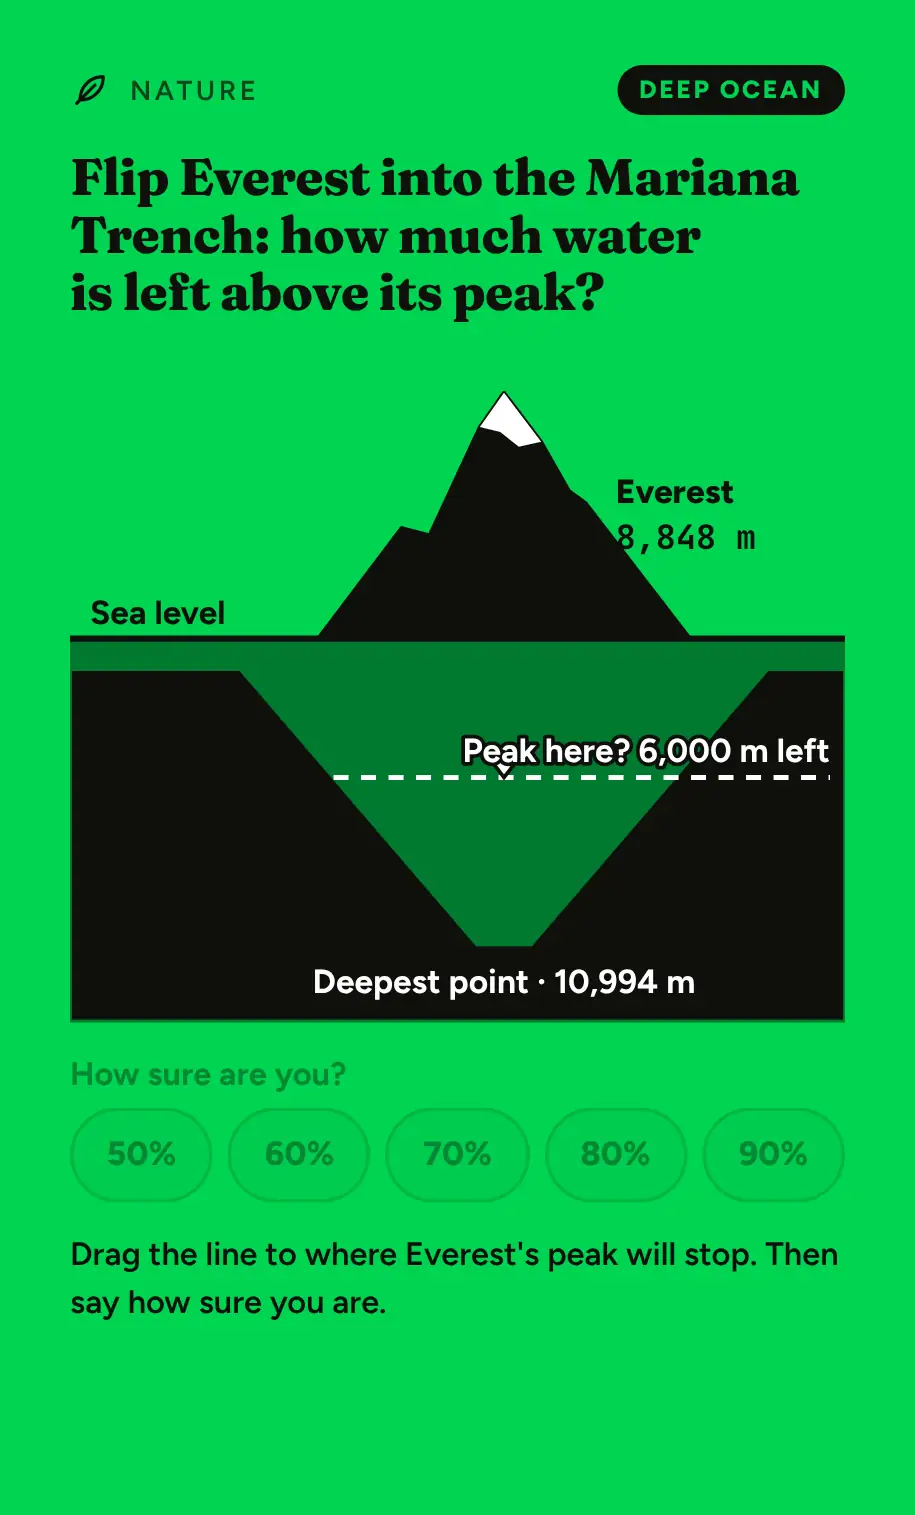 NATURE
DEEP OCEAN
Flip Everest into the Mariana
Trench: how much water
is left above its peak?
Everest
8,848 m
Sea level
Peak here? 6,000 m left
Deepest point · 10,994 m
How sure are you?
50%
60%
70%
80%
90%
Drag the line to where Everest's peak will stop. Then
say how sure you are.